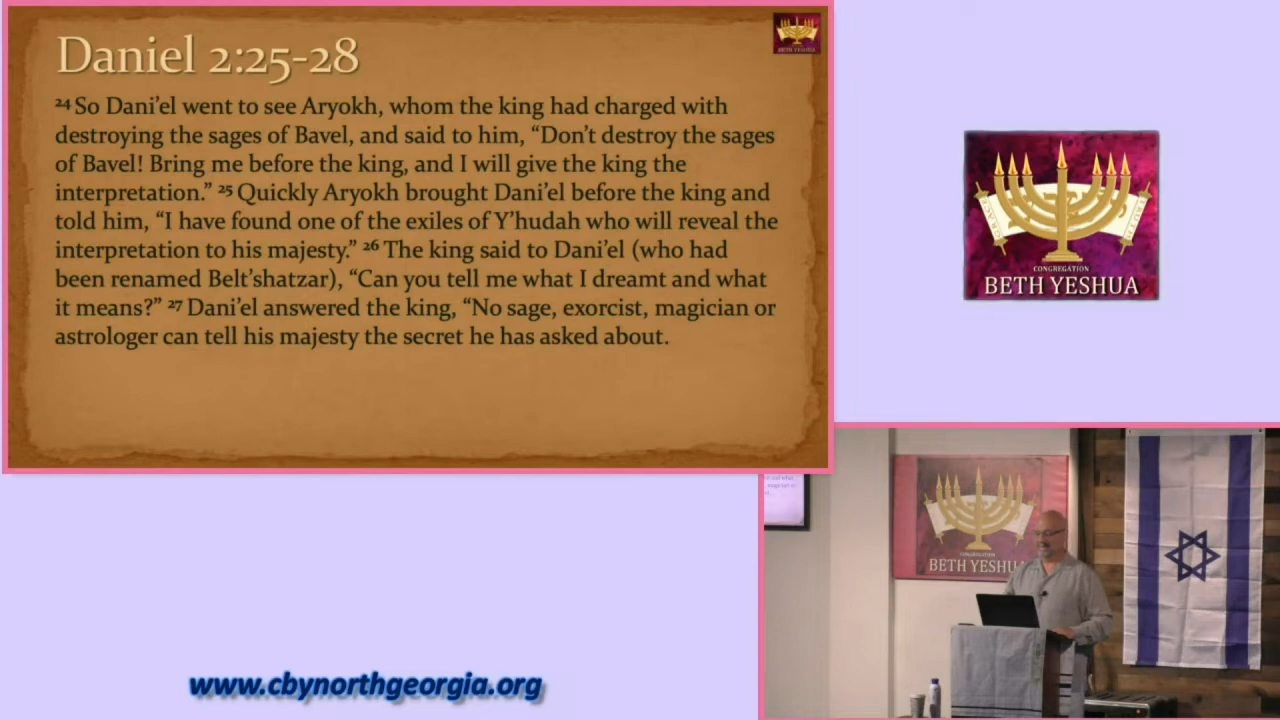 Daniel 2:25-28
BETH YESHUA
24 So Dani’el went to see Aryokh, whom the king had charged with
destroying the sages of Bavel, and said to him, “Don’t destroy the sages
of Bavel! Bring me before the king, and I will give the king the
interpretation.” 25 Quickly Aryokh brought Dani’el before the king and
told him, “I have found one of the exiles of Y’hudah who will reveal the
interpretation to his majesty.” 26 The king said to Dani’el (who had
been renamed Belt’shatzar), “Can you tell me what I dreamt and what
it means?” 27 Dani’el answered the king, “No sage, exorcist, magician or
astrologer can tell his majesty the secret he has asked about.
GRACE
TRUTH
CONGREGATION
BETH YESHUA
CONGREGATION
BETH YESHU
www.cbynorthgeorgia.org